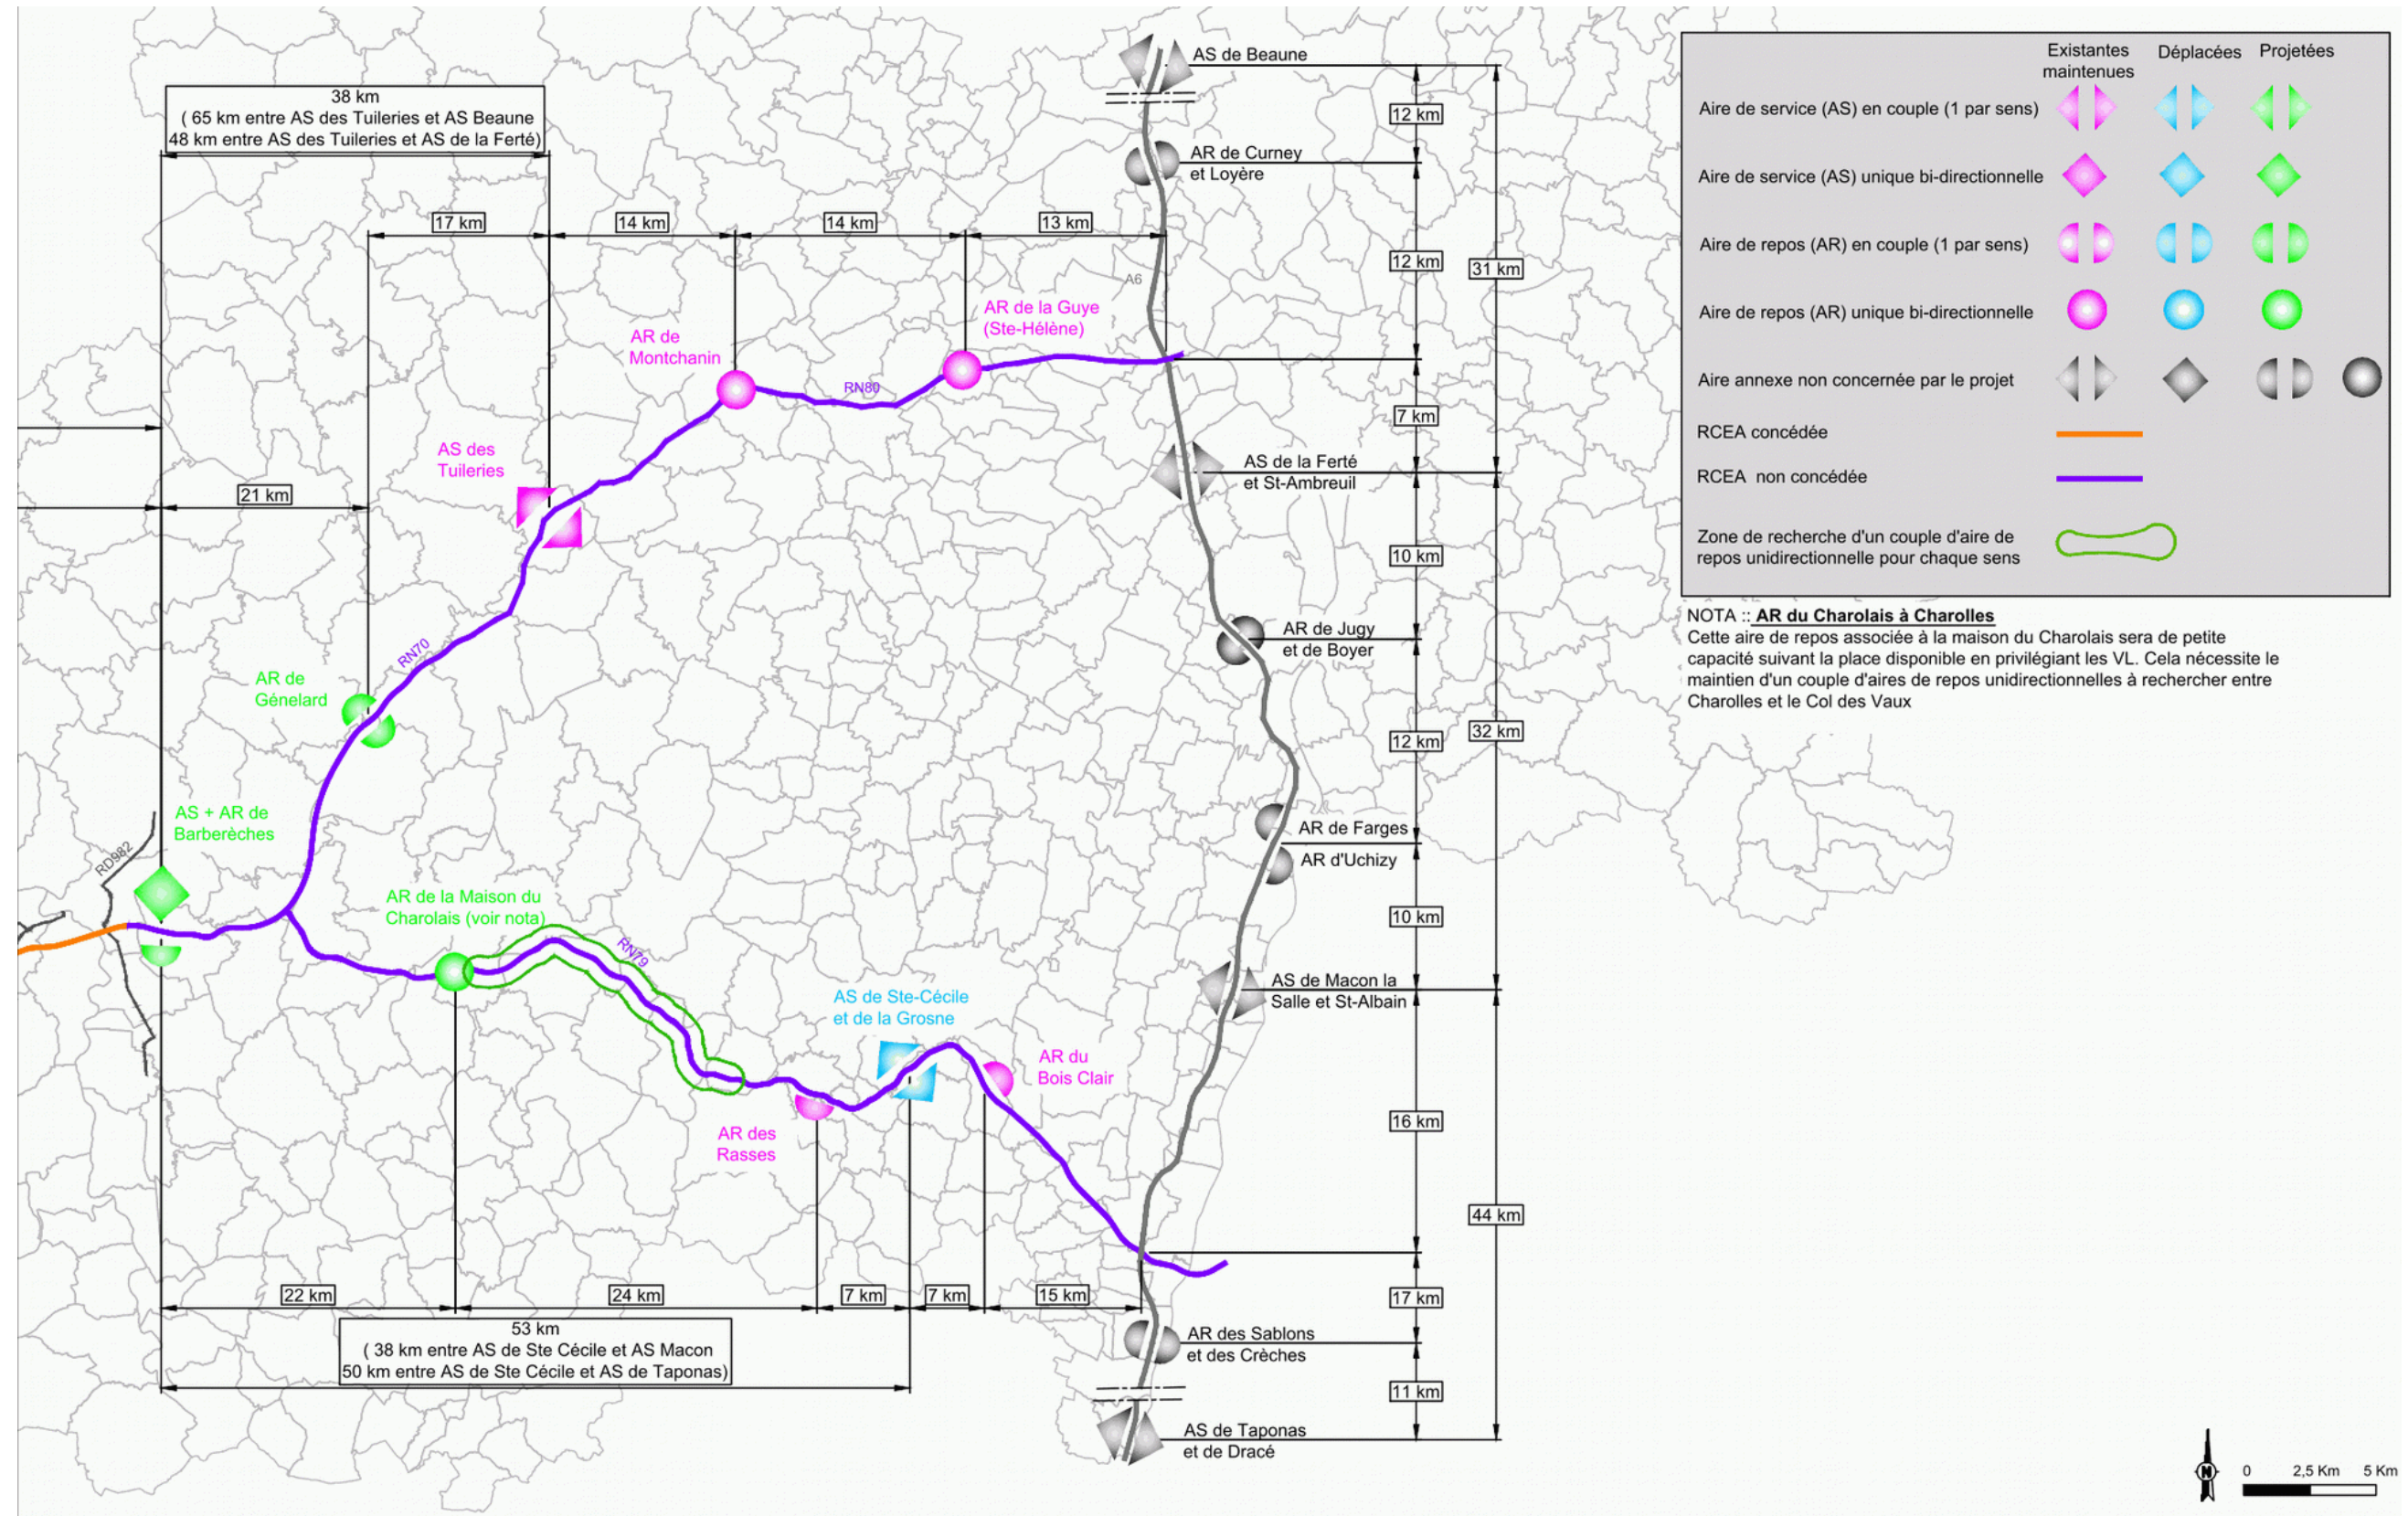 38 km
( 65 km entre AS des Tuileries et AS Beaune
48 km entre AS des Tuileries et AS de la Ferté)
17 km
14 km
14 km
13 km
21 km
AS de Beaune
AR de Curney
et Loyère
A6
AR de la Guye
(Ste-Hélène)
AR de
Montchanin
RN80
AS des
Tuileries
AS de la Ferté
et St-Ambreuil
AR de Jugy
et de Boyer
RN70
AR de
Génelard
AS + AR de
Barberèches
RD982
AR de Farges
AR d'Uchizy
AR de la Maison du
Charolais (voir nota)
RN79
AS de Macon la
Salle et St-Albain
AS de Ste-Cécile
et de la Grosne
AR du
Bois Clair
AR des
Rasses
22 km
24 km
7 km
7 km
15 km
53 km
( 38 km entre AS de Ste Cécile et AS Macon
50 km entre AS de Ste Cécile et AS de Taponas)
AR des Sablons
et des Crèches
AS de Taponas
et de Dracé
12 km
12 km
7 km
10 km
12 km
10 km
16 km
17 km
11 km
31 km
32 km
44 km
Existantes
maintenues
Déplacées
Projetées
Aire de service (AS) en couple (1 par sens)
Aire de service (AS) unique bi-directionnelle
Aire de repos (AR) en couple (1 par sens)
Aire de repos (AR) unique bi-directionnelle
Aire annexe non concernée par le projet
RCEA concédée
RCEA non concédée
Zone de recherche d'un couple d'aire de
repos unidirectionnelle pour chaque sens
NOTA :: AR du Charolais à Charolles
Cette aire de repos associée à la maison du Charolais sera de petite
capacité suivant la place disponible en privilégiant les VL. Cela nécessite le
maintien d'un couple d'aires de repos unidirectionnelles à rechercher entre
Charolles et le Col des Vaux
N
0 2,5 Km 5 Km